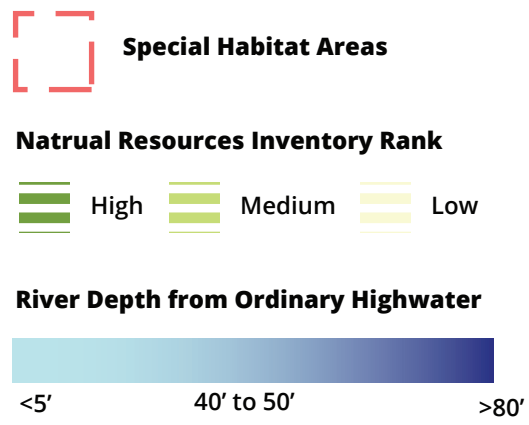 Special Habitat Areas
Natrual Resources Inventory Rank
High Medium Low
River Depth from Ordinary Highwater
<5’ 40’ to 50’ >80’